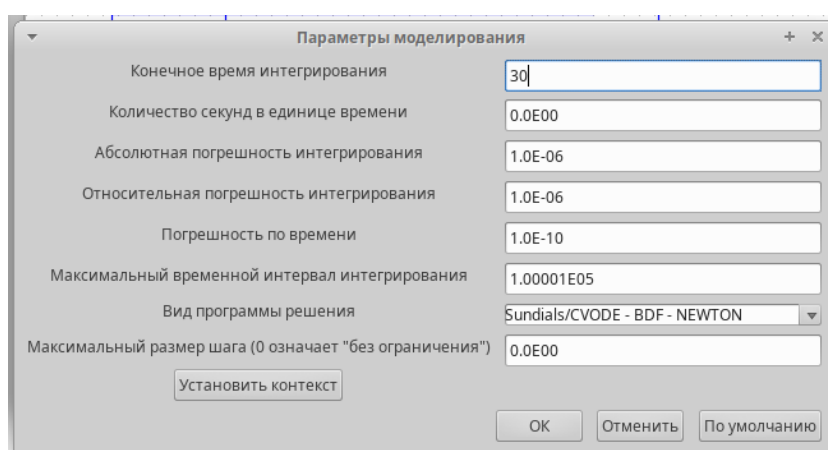 Параметры моделирования
Конечное время интегрирования 30
Количество секунд в единице времени 0.0E00
Абсолютная погрешность интегрирования 1.0E-06
Относительная погрешность интегрирования 1.0E-06
Погрешность по времени 1.0E-10
Максимальный временной интервал интегрирования 1.00001E05
Вид программы решения Sundials/CVODE - BDF - NEWTON
Максимальный размер шага (0 означает "без ограничения") 0.0E00
Установить контекст
ОК Отменить По умолчанию